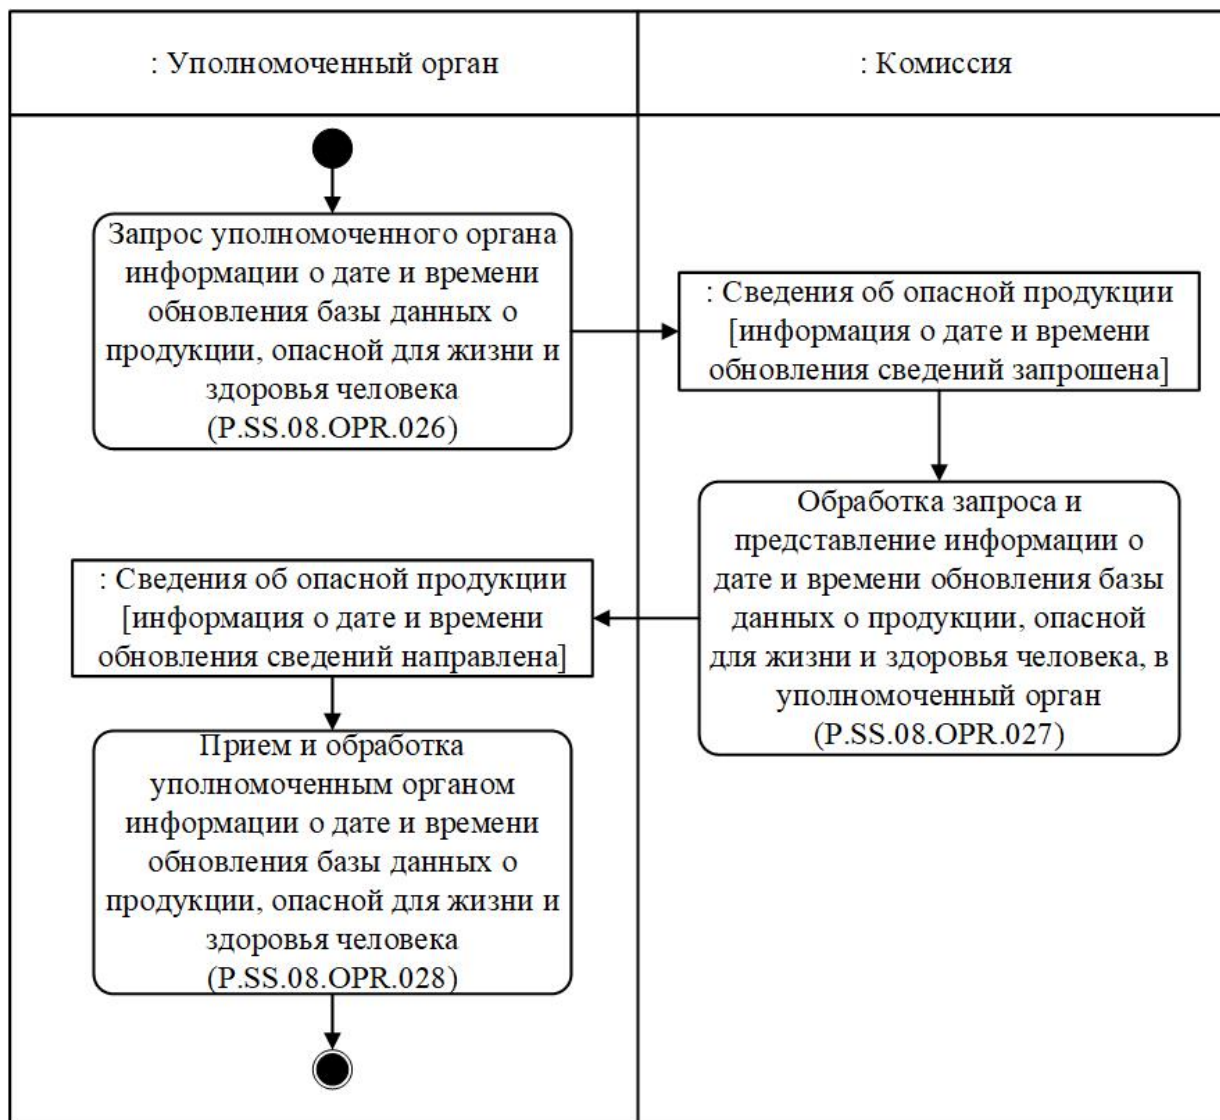 : Уполномоченный орган
: Комиссия
Запрос уполномоченного органа
информации о дате и времени
обновления базы данных о
продукции, опасной для жизни и
здоровья человека
(P.SS.08.OPR.026)
: Сведения об опасной продукции
[информация о дате и времени
обновления сведений запрошена]
Обработка запроса и
представление информации о
дате и времени обновления базы
данных о продукции, опасной
для жизни и здоровья человека, в
уполномоченный орган
(P.SS.08.OPR.027)
: Сведения об опасной продукции
[информация о дате и времени
обновления сведений направлена]
Прием и обработка
уполномоченным органом
информации о дате и времени
обновления базы данных о
продукции, опасной для жизни и
здоровья человека
(P.SS.08.OPR.028)